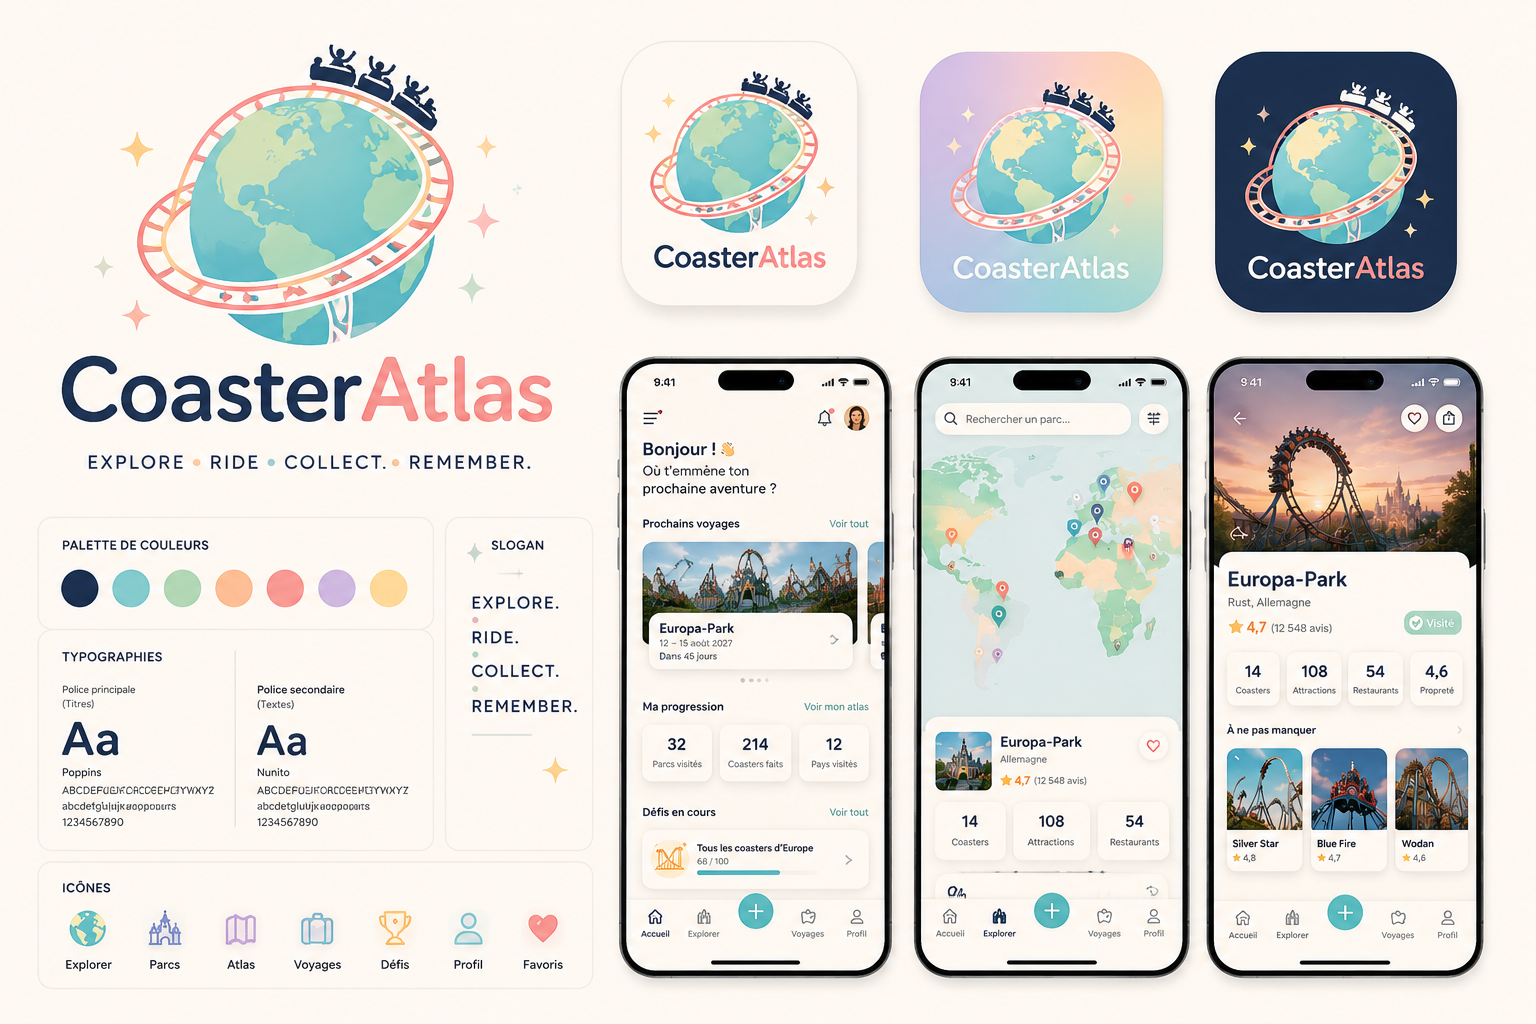 CoasterAtlas
EXPLORE • RIDE • COLLECT. • REMEMBER.
PALETTE DE COULEURS
SLOGAN
EXPLORE.
RIDE.
COLLECT.
REMEMBER.
TYPOGRAPHIES
Police principale
(Titres)
Aa
Poppins
1234567890
Police secondaire
(Textes)
Aa
Nunito
1234567890
ICÔNES
Explorer
Parcs
Atlas
Voyages
Défis
Profil
Favoris
CoasterAtlas
CoasterAtlas
CoasterAtlas
9:41
Bonjour ! 👋
Où t'emmène ton
prochaine aventure ?
Prochains voyages
Voir tout
Europa-Park
12 – 15 août 2027
Dans 45 jours
Ma progression
Voir mon atlas
32
Parcs visités
214
Coasters faits
12
Pays visités
Défis en cours
Voir tout
Tous les coasters d'Europe
68 / 100
Accueil
Explorer
Voyages
Profil
9:41
Rechercher un parc...
Europa-Park
Allemagne
4,7 (12 548 avis)
14
Coasters
108
Attractions
54
Restaurants
Accueil
Explorer
Voyages
Profil
9:41
Europa-Park
Rust, Allemagne
4,7 (12 548 avis)
Visité
14
Coasters
108
Attractions
54
Restaurants
4,6
Propreté
À ne pas manquer
Silver Star
4,8
Blue Fire
4,7
Wodan
4,6
Accueil
Explorer
Voyages
Profil